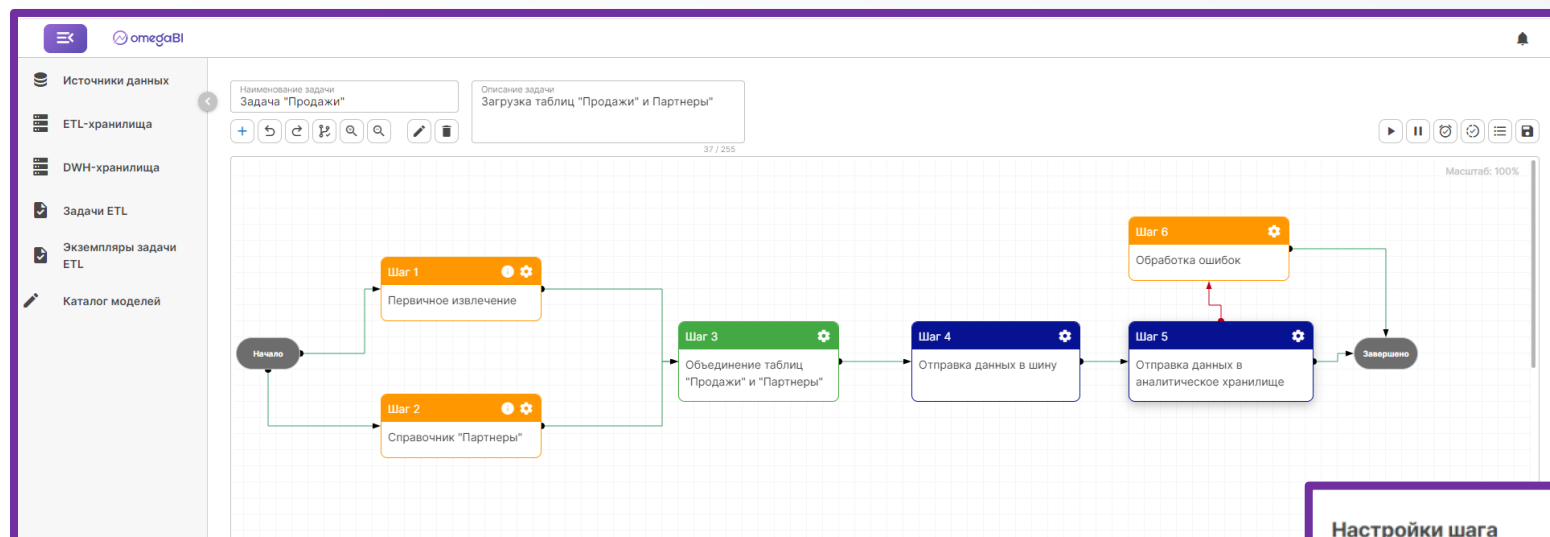 omegaBI
Источники данных
ETL-хранилища
DWH-хранилища
Задачи ETL
Экземпляры задачи
ETL
Каталог моделей
Наименование задачи
Задача "Продажи"
Описание задачи
Загрузка таблиц "Продажи" и Партнеры"
37 / 255
Масштаб: 100%
Начало
Шаг 1
Первичное извлечение
Шаг 2
Справочник "Партнеры"
Шаг 3
Объединение таблиц
"Продажи" и "Партнеры"
Шаг 4
Отправка данных в шину
Шаг 5
Отправка данных в
аналитическое хранилище
Шаг 6
Обработка ошибок
Завершено
Настройки шага